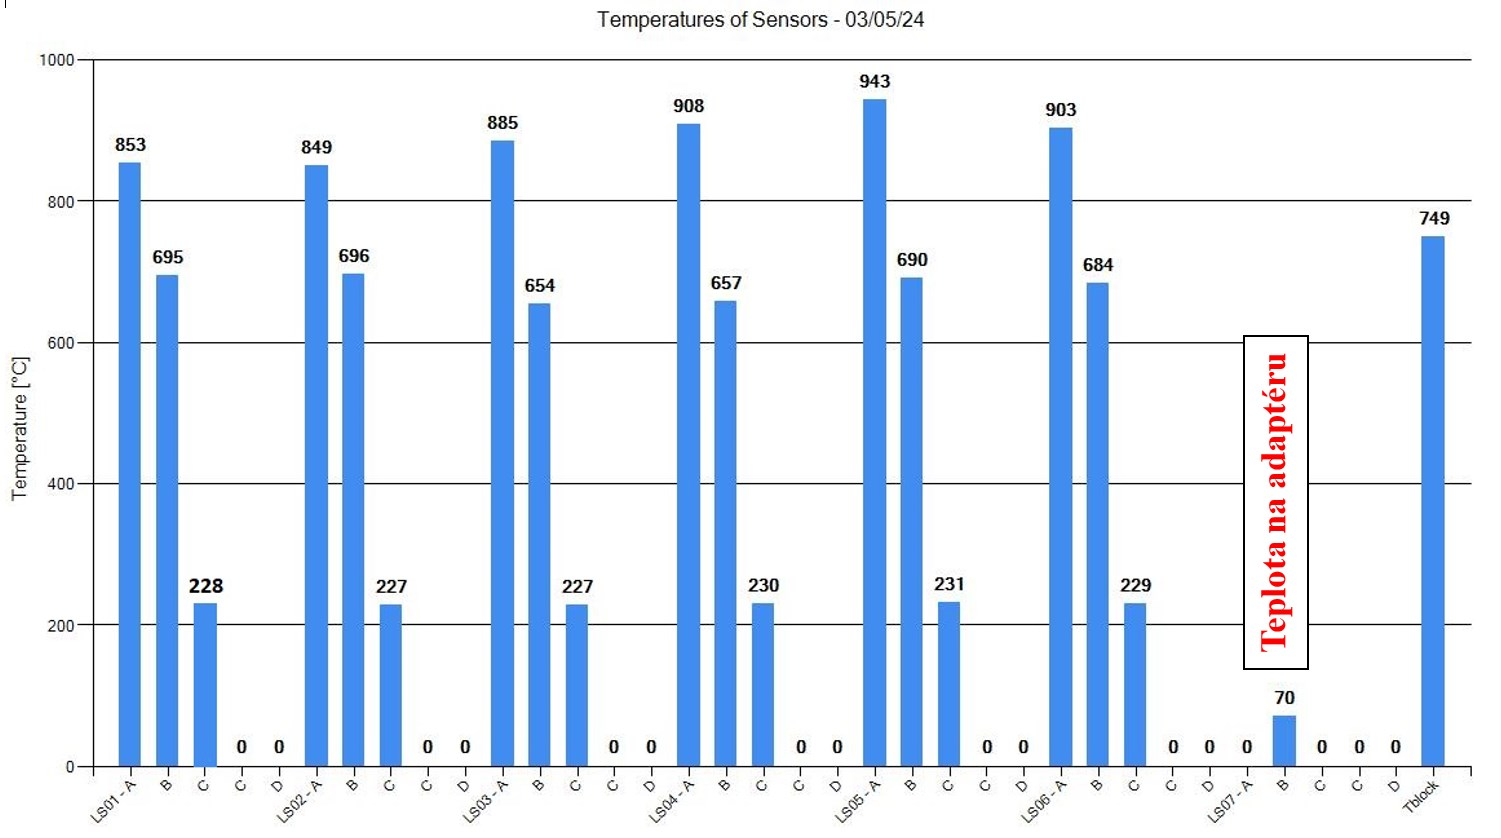 Temperatures of Sensors - 03/05/24
Temperature [°C]
1000
800
600
400
200
0
853
695
228
0
0
849
696
227
0
0
885
654
227
0
0
908
657
230
0
0
943
690
231
0
0
903
684
229
0
0
0
70
0
0
0
749
Teplota na adaptéru
LS01 - A
B
C
C
D
LS02 - A
B
C
C
D
LS03 - A
B
C
C
D
LS04 - A
B
C
C
D
LS05 - A
B
C
C
D
LS06 - A
B
C
C
D
LS07 - A
B
C
C
D
Tblock